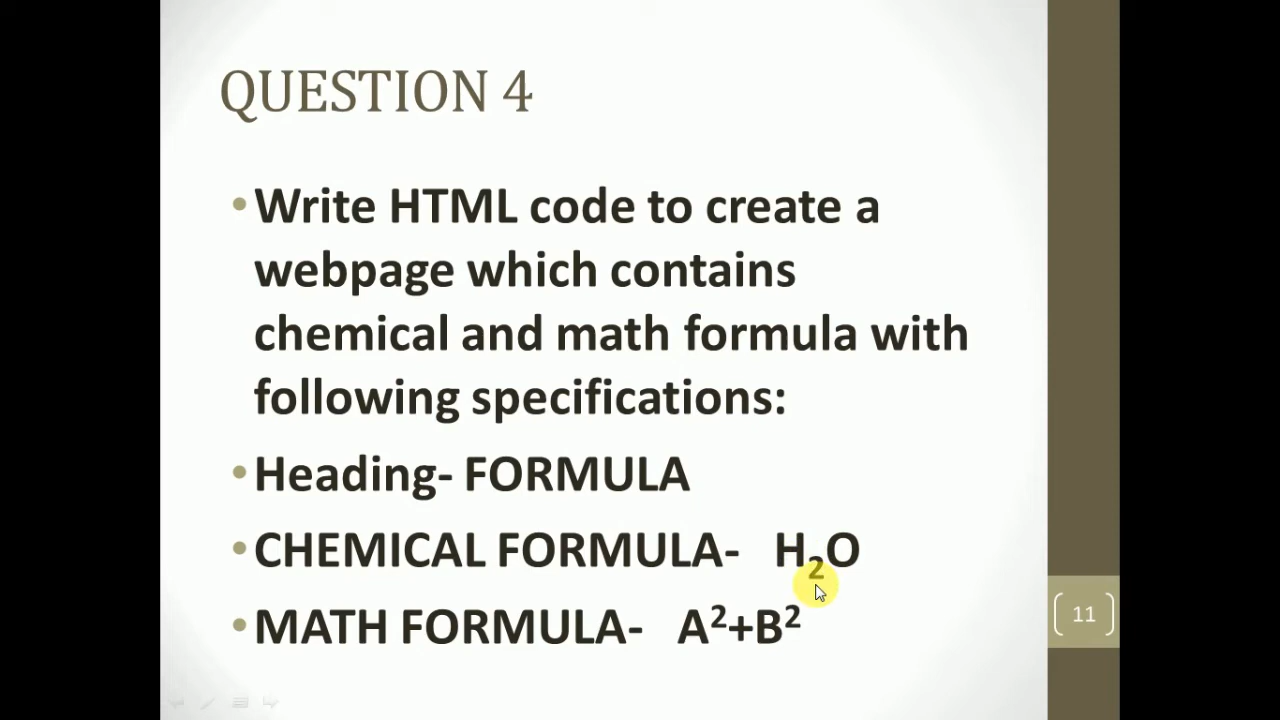 QUESTION 4
• Write HTML code to create a
webpage which contains
chemical and math formula with
following specifications:
• Heading- FORMULA
• CHEMICAL FORMULA- H₂O
• MATH FORMULA- A²+B²
11